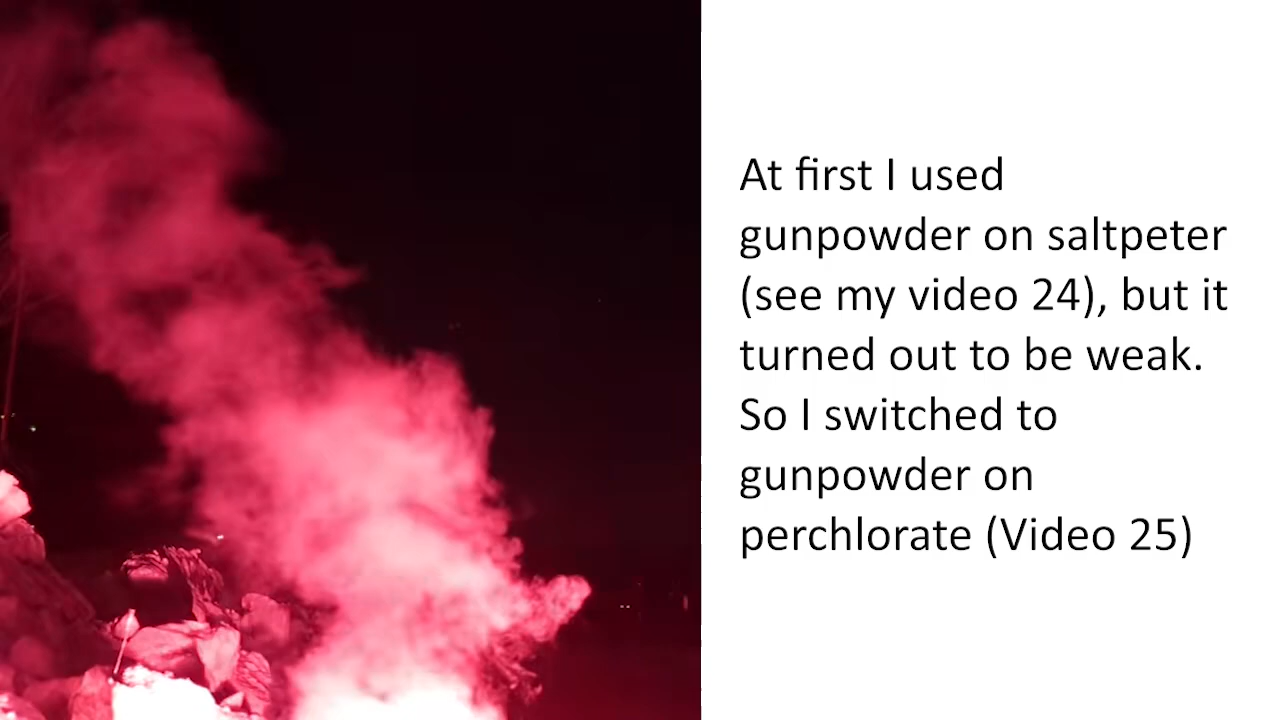 At first I used
gunpowder on saltpeter
(see my video 24), but it
turned out to be weak.
So I switched to
gunpowder on
perchlorate (Video 25)